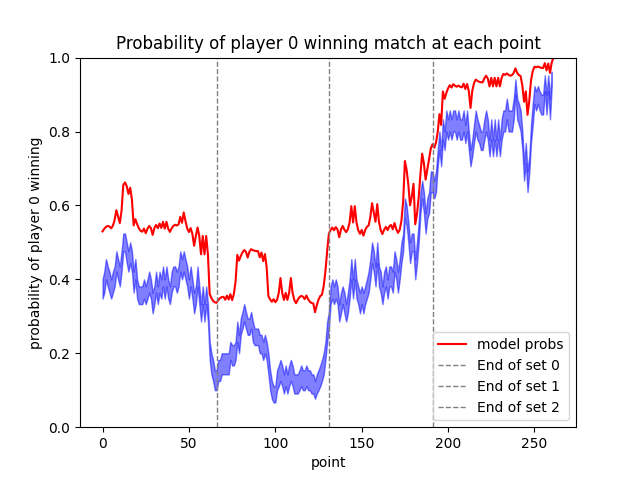 Probability of player 0 winning match at each point
probability of player 0 winning
1.0
0.8
0.6
0.4
0.2
0.0
model probs
End of set 0
End of set 1
End of set 2
0 50 100 150 200 250
point